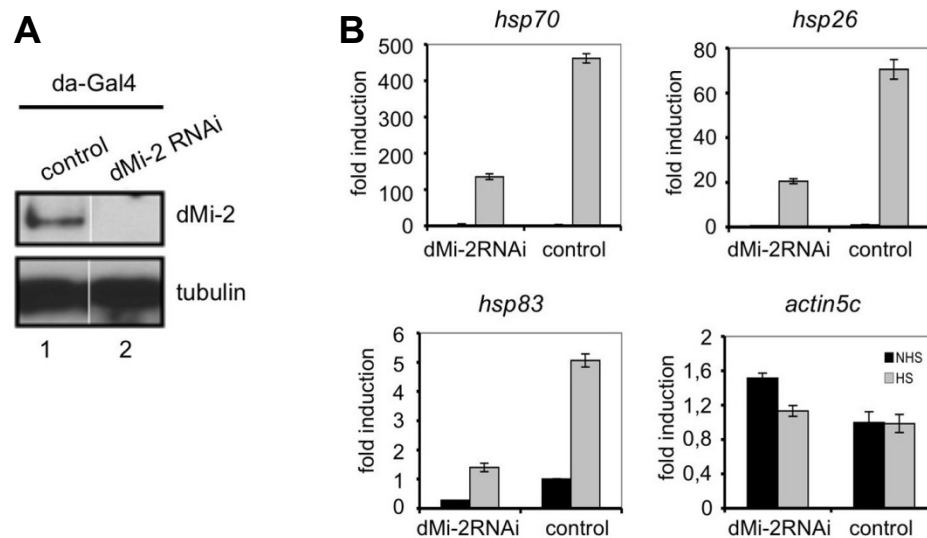 A
da-Gal4
control
dMi-2 RNAi
dMi-2
tubulin
1
2
B
hsp70
fold induction
500
400
300
200
100
0
dMi-2RNAi
control
hsp26
fold induction
80
60
40
20
0
dMi-2RNAi
control
hsp83
fold induction
6
5
4
3
2
1
0
dMi-2RNAi
control
actin5c
fold induction
2
1,6
1,2
0,8
0,4
0
NHS
HS
dMi-2RNAi
control